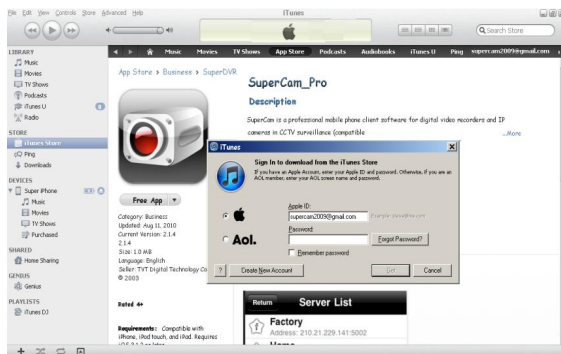 File Edit View Controls Store Advanced Help
iTunes
Search Store
LIBRARY
Music
Movies
TV Shows
Podcasts
iTunes U
Radio
STORE
iTunes Store
Ping
Downloads
DEVICES
Super iPhone
Music
Movies
TV Shows
Purchased
SHARED
Home Sharing
GENIUS
Genius
PLAYLISTS
iTunes DJ
Music Movies TV Shows App Store Podcasts Audiobooks iTunes U Ping supercam2009@gmail.com
App Store > Business > SuperDVR
Free App
Category: Business
Updated: Aug 11, 2010
Current Version: 2.1.4
2.1.4
Size: 1.0 MB
Language: English
Seller: TVT Digital Technology Co
© 2009
Rated 4+
Requirements: Compatible with
iPhone, iPod touch, and iPad. Requires
SuperCam_Pro
Description
SuperCam is a professional mobile phone client software for digital video recorders and IP
cameras in CCTV surveillance (compatible
...More
iTunes
Sign In to download from the iTunes Store
If you have an Apple Account, enter your Apple ID and password. Otherwise, if you are an
AOL member, enter your AOL screen name and password.
Apple ID:
supercam2009@gmail.com
Password:
Forgot Password?
Remember password
Aol.
? Create New Account Get Cancel
Return Server List
Factory
Address: 210.21.229.141:5002